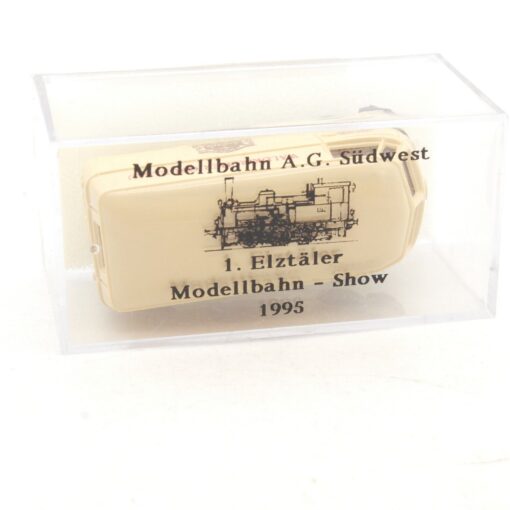 Modellbahn A.G. Südwest
1. Elztäler
Modellbahn - Show
1995